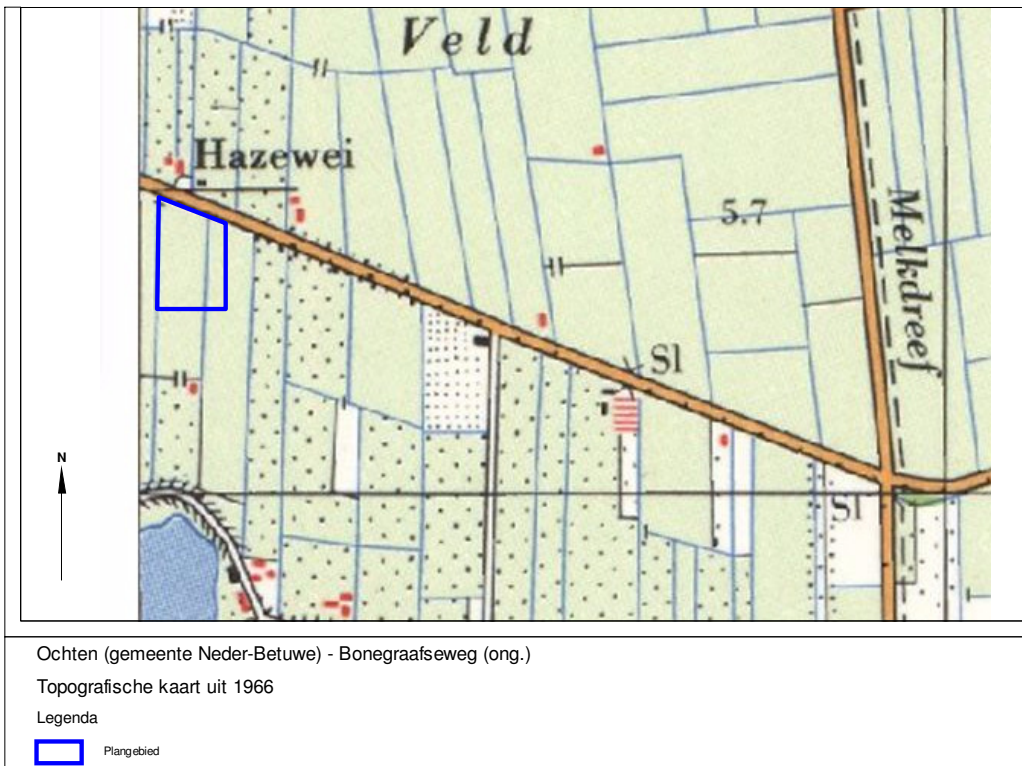 Veld
Hazewei
5.7
Melkdreef
Sl
Sl
N
Ochten (gemeente Neder-Betuwe) - Bonegraafseweg (ong.)
Topografische kaart uit 1966
Legenda
Plangebied